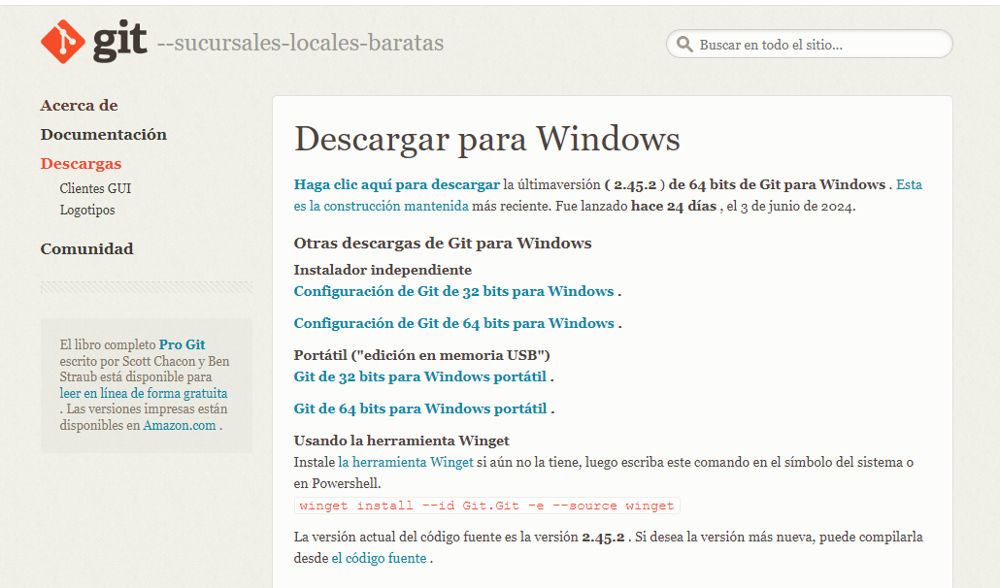 git --sucursales-locales-baratas
Buscar en todo el sitio...
Acerca de
Documentación
Descargas
Clientes GUI
Logotipos
Comunidad
El libro completo Pro Git
escrito por Scott Chacon y Ben
Straub está disponible para
leer en línea de forma gratuita
. Las versiones impresas están
disponibles en Amazon.com .
Descargar para Windows
Haga clic aquí para descargar la últimaversión ( 2.45.2 ) de 64 bits de Git para Windows . Esta
es la construcción mantenida más reciente. Fue lanzado hace 24 días , el 3 de junio de 2024.
Otras descargas de Git para Windows
Instalador independiente
Configuración de Git de 32 bits para Windows .
Configuración de Git de 64 bits para Windows .
Portátil ("edición en memoria USB")
Git de 32 bits para Windows portátil .
Git de 64 bits para Windows portátil .
Usando la herramienta Winget
Instale la herramienta Winget si aún no la tiene, luego escriba este comando en el símbolo del sistema o
en Powershell.
winget install --id Git.Git -e --source winget
La versión actual del código fuente es la versión 2.45.2 . Si desea la versión más nueva, puede compilarla
desde el código fuente .